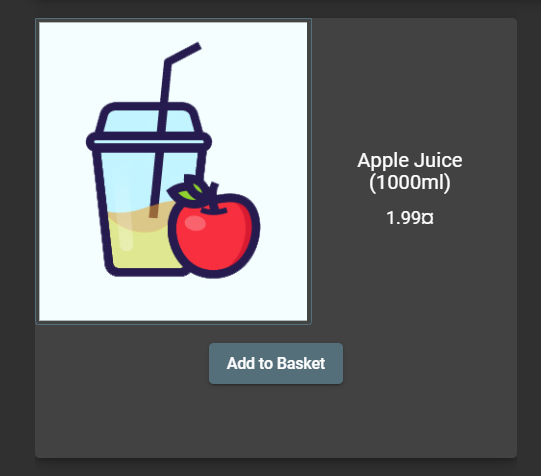 Apple Juice
(1000ml)
1.99¤
Add to Basket